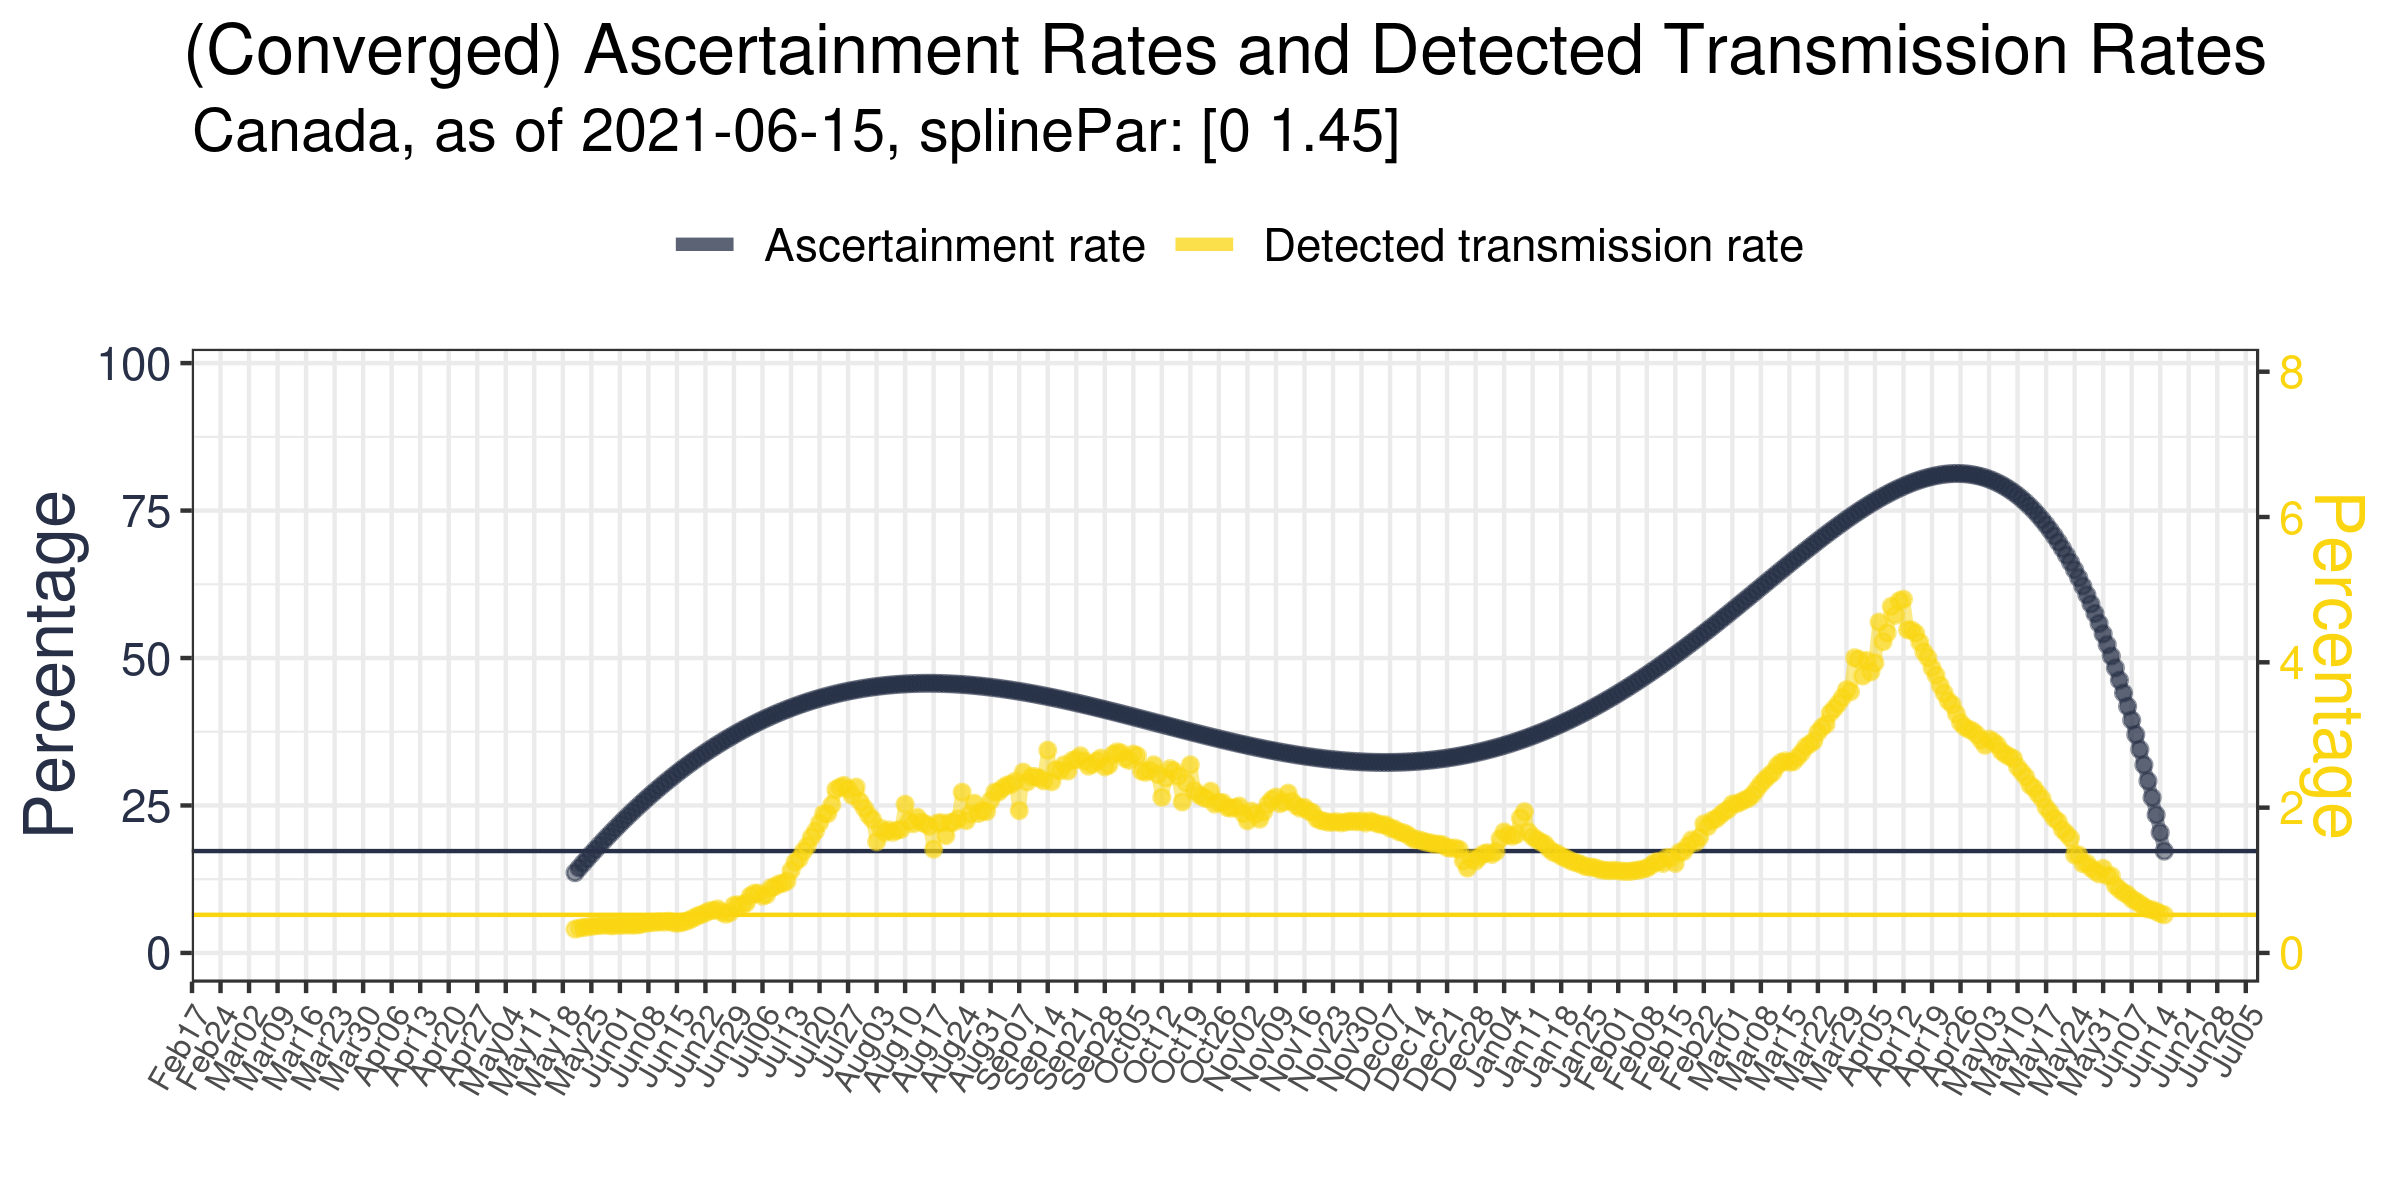 (Converged) Ascertainment Rates and Detected Transmission Rates
Canada, as of 2021-06-15, splinePar: [0 1.45]
Ascertainment rate
Detected transmission rate
Percentage
100
75
50
25
0
8
6
4
2
0
Percentage
Feb17
Feb24
Mar02
Mar09
Mar16
Mar23
Mar30
Apr06
Apr13
Apr20
Apr27
May04
May11
May18
May25
Jun01
Jun08
Jun15
Jun22
Jun29
Jul06
Jul13
Jul20
Jul27
Aug03
Aug10
Aug17
Aug24
Aug31
Sep07
Sep14
Sep21
Sep28
Oct05
Oct12
Oct19
Oct26
Nov02
Nov09
Nov16
Nov23
Nov30
Dec07
Dec14
Dec21
Dec28
Dec04
Jan11
Jan18
Jan25
Feb01
Feb08
Feb15
Feb22
Mar01
Mar08
Mar15
Mar22
Mar29
Apr05
Apr12
Apr19
Apr26
May03
May10
May17
May24
May31
Jun07
Jun14
Jun21
Jun28
Jul05